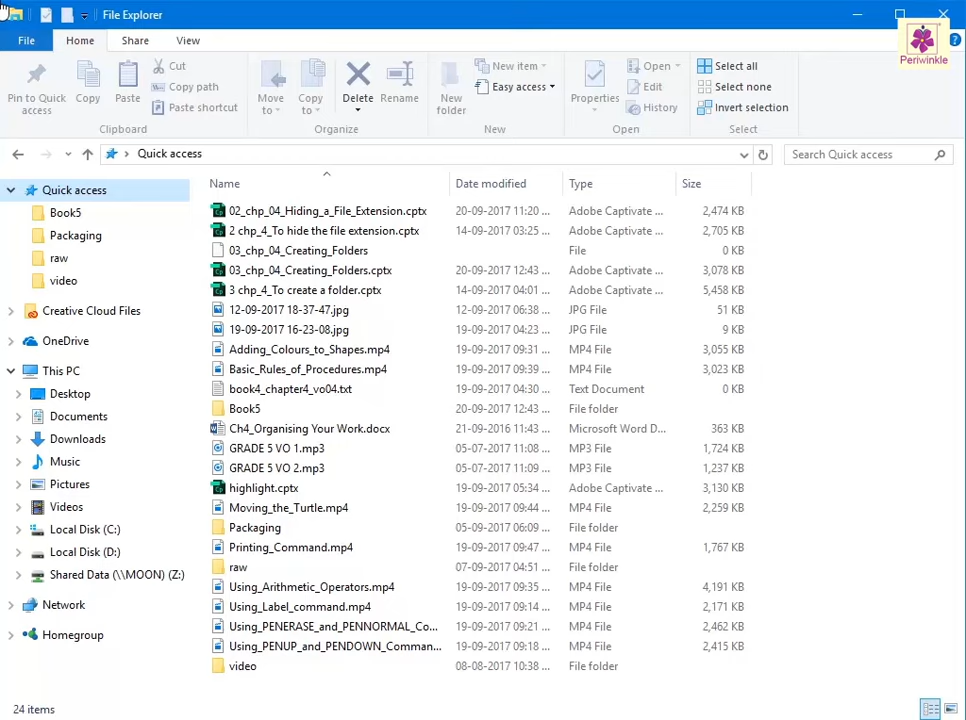 File Explorer
File Home Share View
Periwinkle
Pin to Quick access
Copy
Paste
Cut
Copy path
Paste shortcut
Clipboard
Move to
Copy to
Delete
Rename
Organize
New folder
New item
Easy access
New
Properties
Open
Edit
History
Open
Select all
Select none
Invert selection
Select
Quick access
Search Quick access
Quick access
Book5
Packaging
raw
video
Creative Cloud Files
OneDrive
This PC
Desktop
Documents
Downloads
Music
Pictures
Videos
Local Disk (C:)
Local Disk (D:)
Shared Data (\\MOON) (Z:)
Network
Homegroup
Name Date modified Type Size
02_chp_04_Hiding_a_File_Extension.cptx 20-09-2017 11:20 ... Adobe Captivate ... 2,474 KB
2 chp_4_To hide the file extension.cptx 14-09-2017 03:25 ... Adobe Captivate ... 2,705 KB
03_chp_04_Creating_Folders File 0 KB
03_chp_04_Creating_Folders.cptx 20-09-2017 12:43 ... Adobe Captivate ... 3,078 KB
3 chp_4_To create a folder.cptx 14-09-2017 04:01 ... Adobe Captivate ... 5,458 KB
12-09-2017 18-37-47.jpg 12-09-2017 06:38 ... JPG File 51 KB
19-09-2017 16-23-08.jpg 19-09-2017 04:23 ... JPG File 9 KB
Adding_Colours_to_Shapes.mp4 19-09-2017 09:31 ... MP4 File 3,055 KB
Basic_Rules_of_Procedures.mp4 19-09-2017 09:39 ... MP4 File 3,023 KB
book4_chapter4_vo04.txt 19-09-2017 04:30 ... Text Document 0 KB
Book5 20-09-2017 12:43 ... File folder
Ch4_Organising Your Work.docx 21-09-2016 11:43 ... Microsoft Word D... 363 KB
GRADE 5 VO 1.mp3 05-07-2017 11:08 ... MP3 File 1,724 KB
GRADE 5 VO 2.mp3 05-07-2017 11:09 ... MP3 File 1,237 KB
highlight.cptx 19-09-2017 05:34 ... Adobe Captivate ... 3,130 KB
Moving_the_Turtle.mp4 19-09-2017 09:44 ... MP4 File 2,259 KB
Packaging 05-09-2017 06:09 ... File folder
Printing_Command.mp4 19-09-2017 09:47 ... MP4 File 1,767 KB
raw 07-09-2017 04:51 ... File folder
Using_Arithmetic_Operators.mp4 19-09-2017 09:35 ... MP4 File 4,191 KB
Using_Label_command.mp4 19-09-2017 09:14 ... MP4 File 2,171 KB
Using_PENERASE_and_PENNORMAL_Co... 19-09-2017 09:21 ... MP4 File 2,462 KB
Using_PENUP_and_PENDOWN_Comman... 19-09-2017 09:18 ... MP4 File 2,415 KB
video 08-08-2017 10:38 ... File folder
24 items